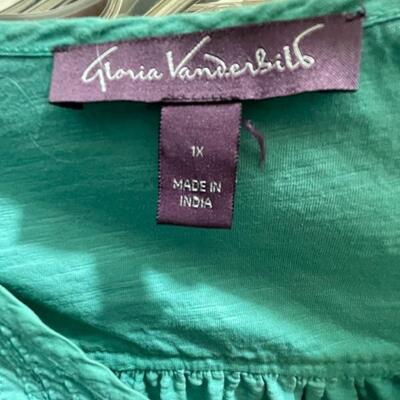 Gloria Vanderbilt
1X
MADE IN
INDIA